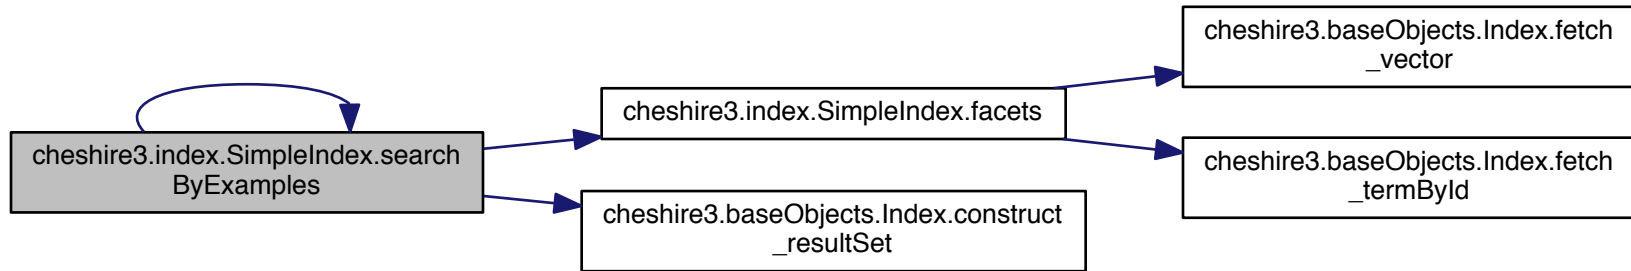 cheshire3.index.SimpleIndex.search
ByExamples
cheshire3.index.SimpleIndex.facets
cheshire3.baseObjects.Index.construct
_resultSet
cheshire3.baseObjects.Index.fetch
_vector
cheshire3.baseObjects.Index.fetch
_termById